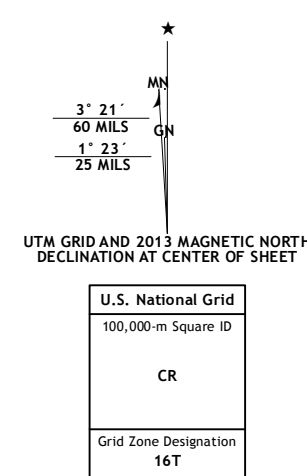 MN
3° 21´
60 MILS
GN
1° 23´
25 MILS
UTM GRID AND 2013 MAGNETIC NORTH
DECLINATION AT CENTER OF SHEET
U.S. National Grid
100,000-m Square ID
CR
Grid Zone Designation
16T